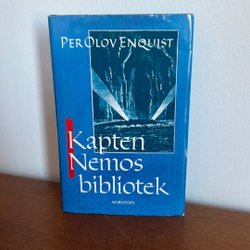 PER OLOV ENQUIST
Kapten
Nemos
bibliotek
NORSTEDTS